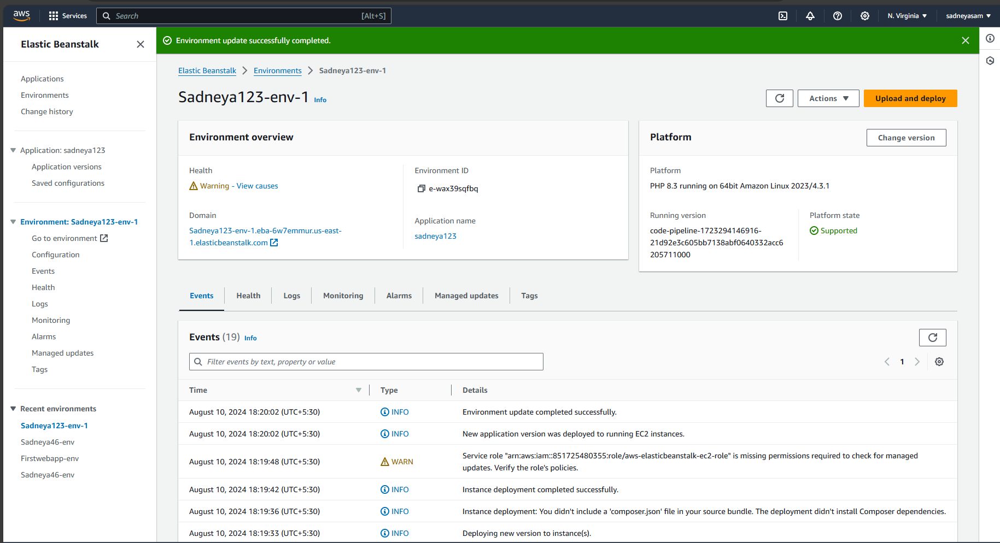 aws
Services
Search
[Alt+S]
N. Virginia
sadneyasam
Elastic Beanstalk
Applications
Environments
Change history
Application: sadneya123
Application versions
Saved configurations
Environment: Sadneya123-env-1
Go to environment
Configuration
Events
Health
Logs
Monitoring
Alarms
Managed updates
Tags
Recent environments
Sadneya123-env-1
Sadneya46-env
Firstwebapp-env
Sadneya46-env
Environment update successfully completed.
Elastic Beanstalk
Environments
Sadneya123-env-1
Sadneya123-env-1 Info
Actions
Upload and deploy
Environment overview
Health
Warning - View causes
Domain
Sadneya123-env-1.eba-6w7emmur.us-east-
1.elasticbeanstalk.com
Environment ID
e-wax39sqfbq
Application name
sadneya123
Platform
Change version
Platform
PHP 8.3 running on 64bit Amazon Linux 2023/4.3.1
Running version
code-pipeline-1723294146916-
21d92e3c605bb7138abf0640332acc6
205711000
Platform state
Supported
Events
Health
Logs
Monitoring
Alarms
Managed updates
Tags
Events (19) Info
Filter events by text, property or value
1
Time
Type
Details
August 10, 2024 18:20:02 (UTC+5:30)
INFO
Environment update completed successfully.
August 10, 2024 18:20:02 (UTC+5:30)
INFO
New application version was deployed to running EC2 instances.
August 10, 2024 18:19:48 (UTC+5:30)
WARN
Service role "arn:aws:iam::851725480355:role/aws-elasticbeanstalk-ec2-role" is missing permissions required to check for managed
updates. Verify the role's policies.
August 10, 2024 18:19:42 (UTC+5:30)
INFO
Instance deployment completed successfully.
August 10, 2024 18:19:36 (UTC+5:30)
INFO
Instance deployment: You didn't include a 'composer.json' file in your source bundle. The deployment didn't install Composer dependencies.
August 10, 2024 18:19:33 (UTC+5:30)
INFO
Deploying new version to instance(s).